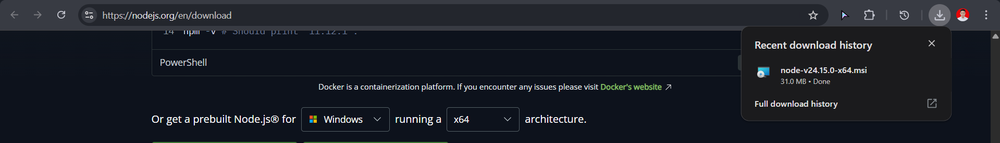 https://nodejs.org/en/download
14 npm -v # Should print "11.12.1".
PowerShell
Docker is a containerization platform. If you encounter any issues please visit Docker's website
Or get a prebuilt Node.js® for Windows running a x64 architecture.
Recent download history
node-v24.15.0-x64.msi
31.0 MB • Done
Full download history